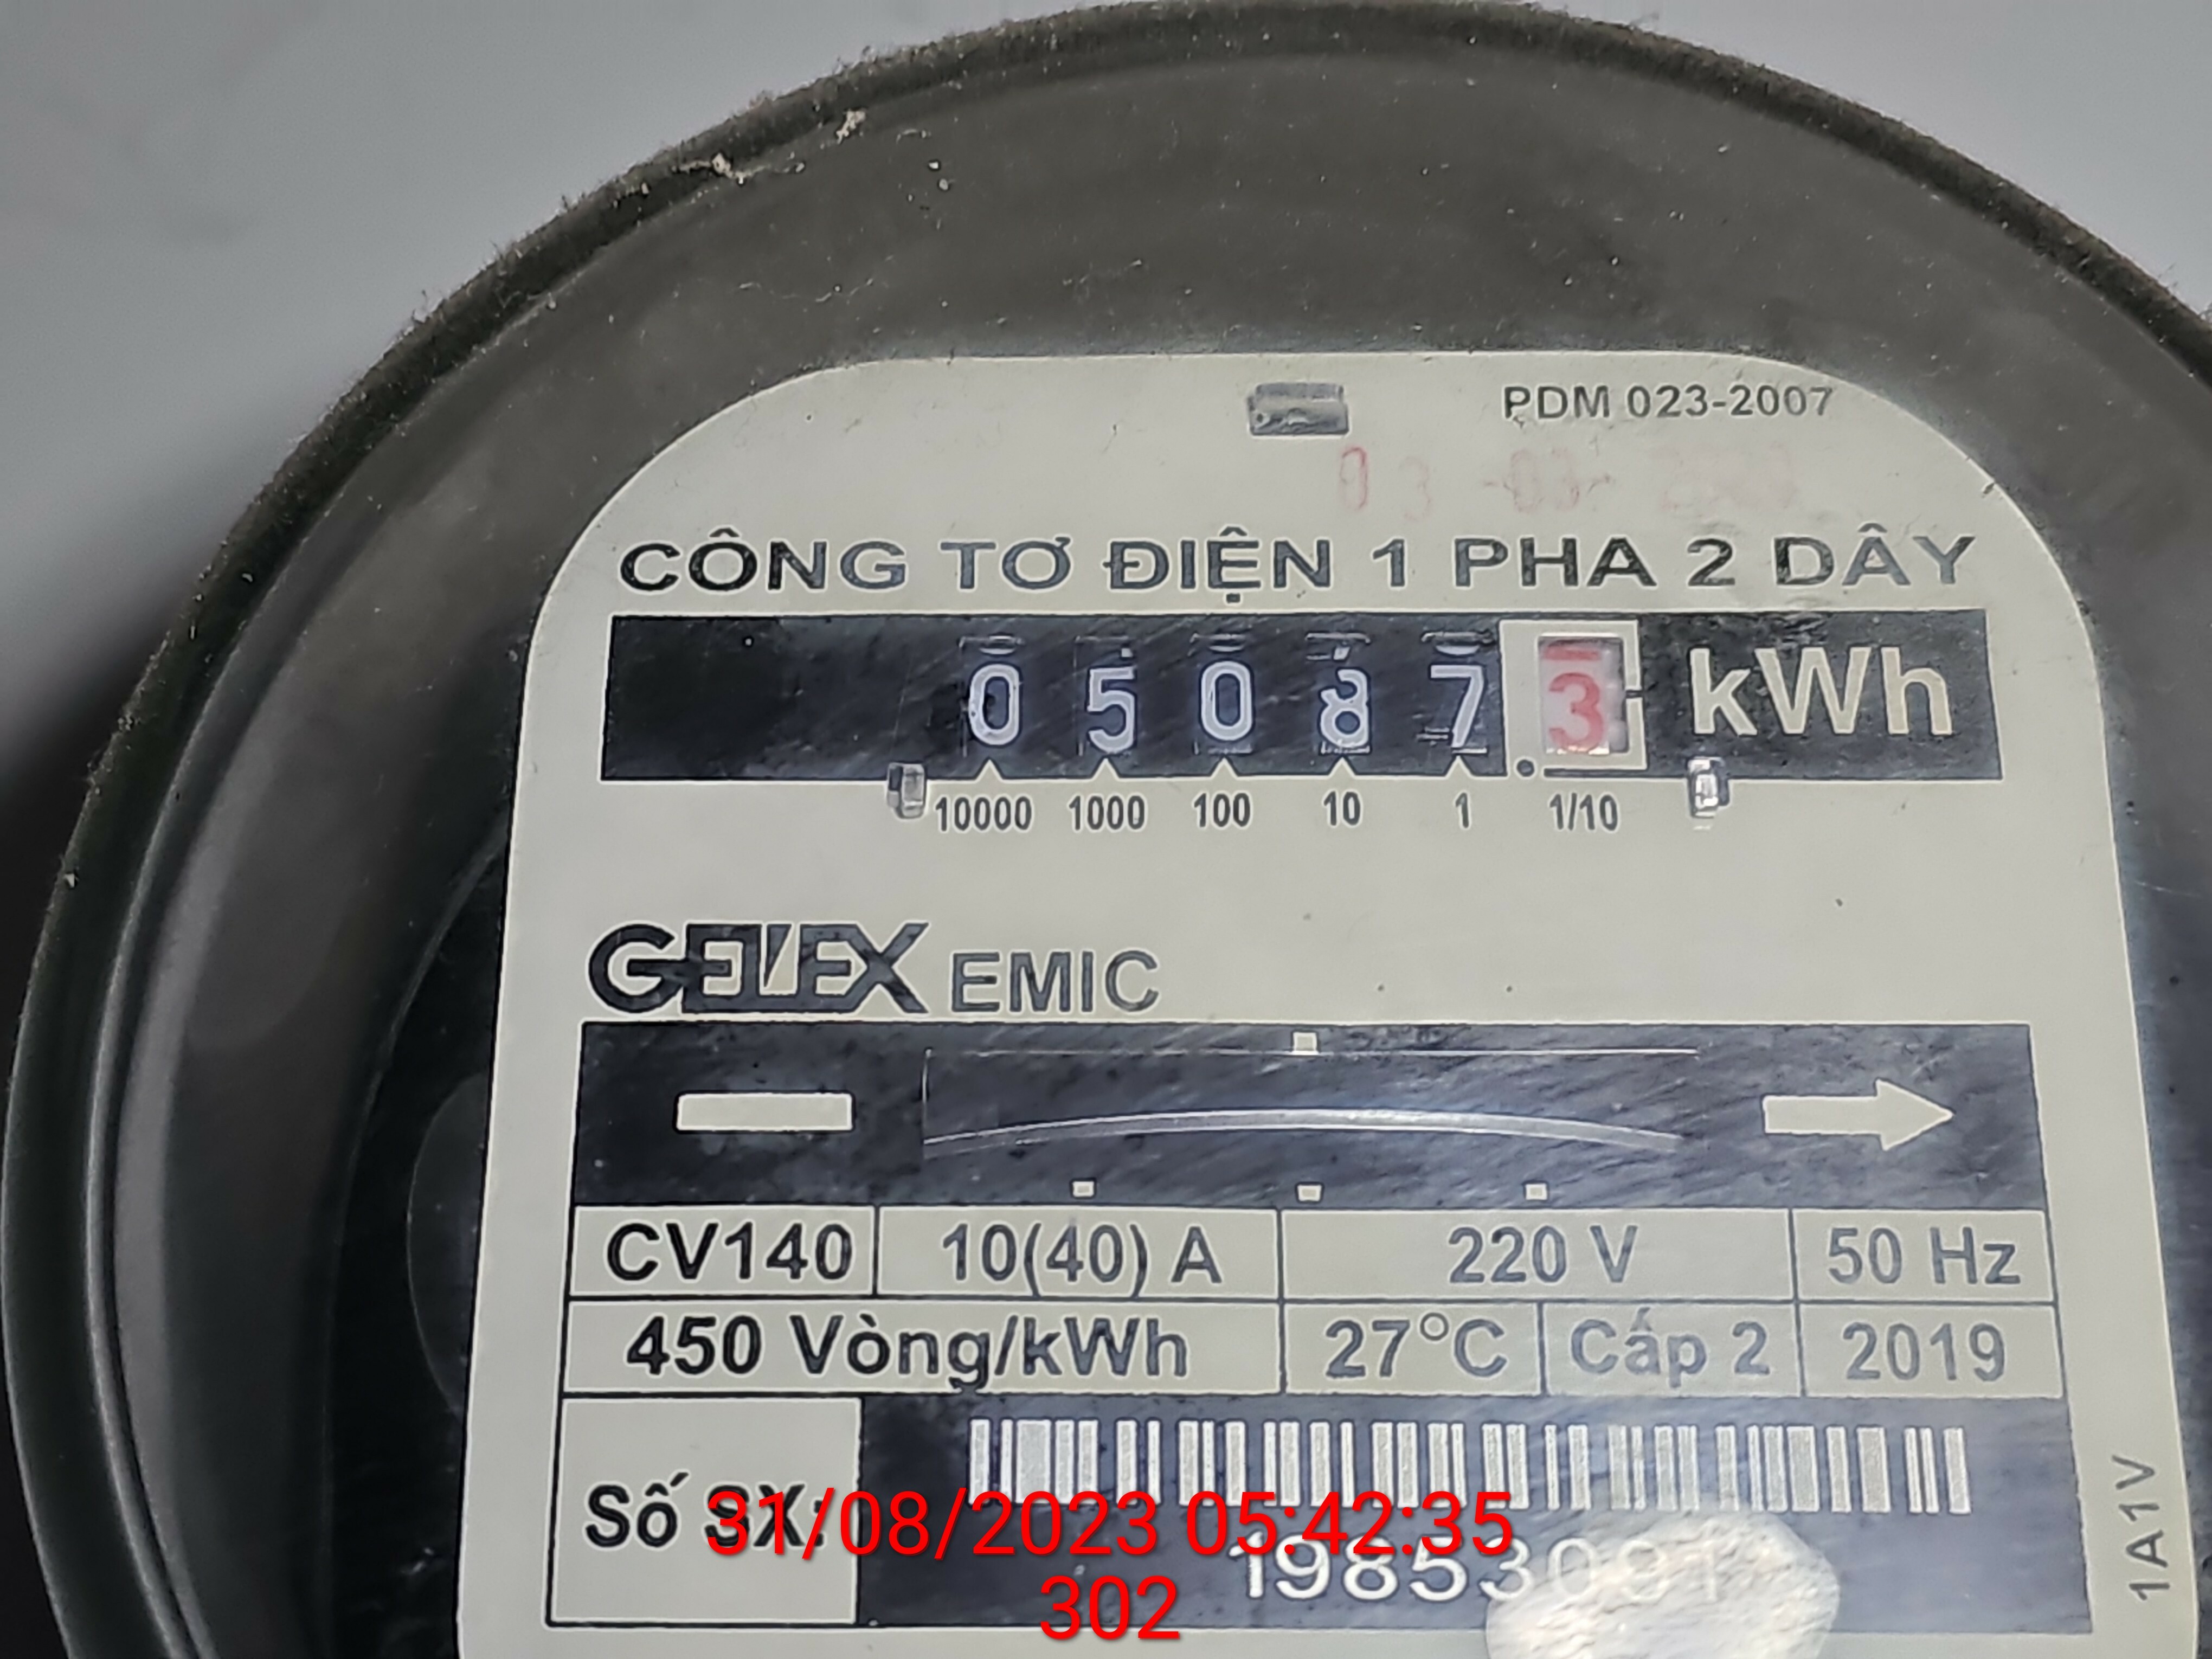 PDM 023-2007
CÔNG TƠ ĐIỆN 1 PHA 2 DÂY
0 5 0 8 7 3 kWh
10000 1000 100 10 1 1/10
GELEX EMIC
CV140 10(40) A 220 V 50 Hz
450 Vòng/kWh 27°C Cấp 2 2019
Số SX:
31/08/2023 05:42:35
302
1A1V